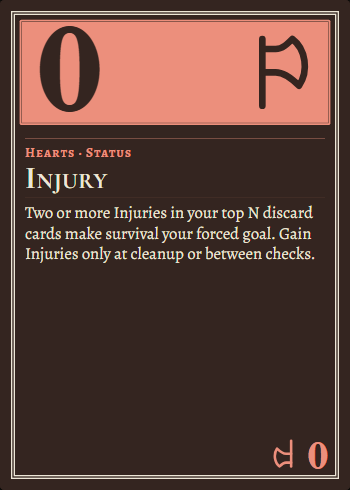 0
Hearts · Status
Injury
Two or more Injuries in your top N discard
cards make survival your forced goal. Gain
Injuries only at cleanup or between checks.
0